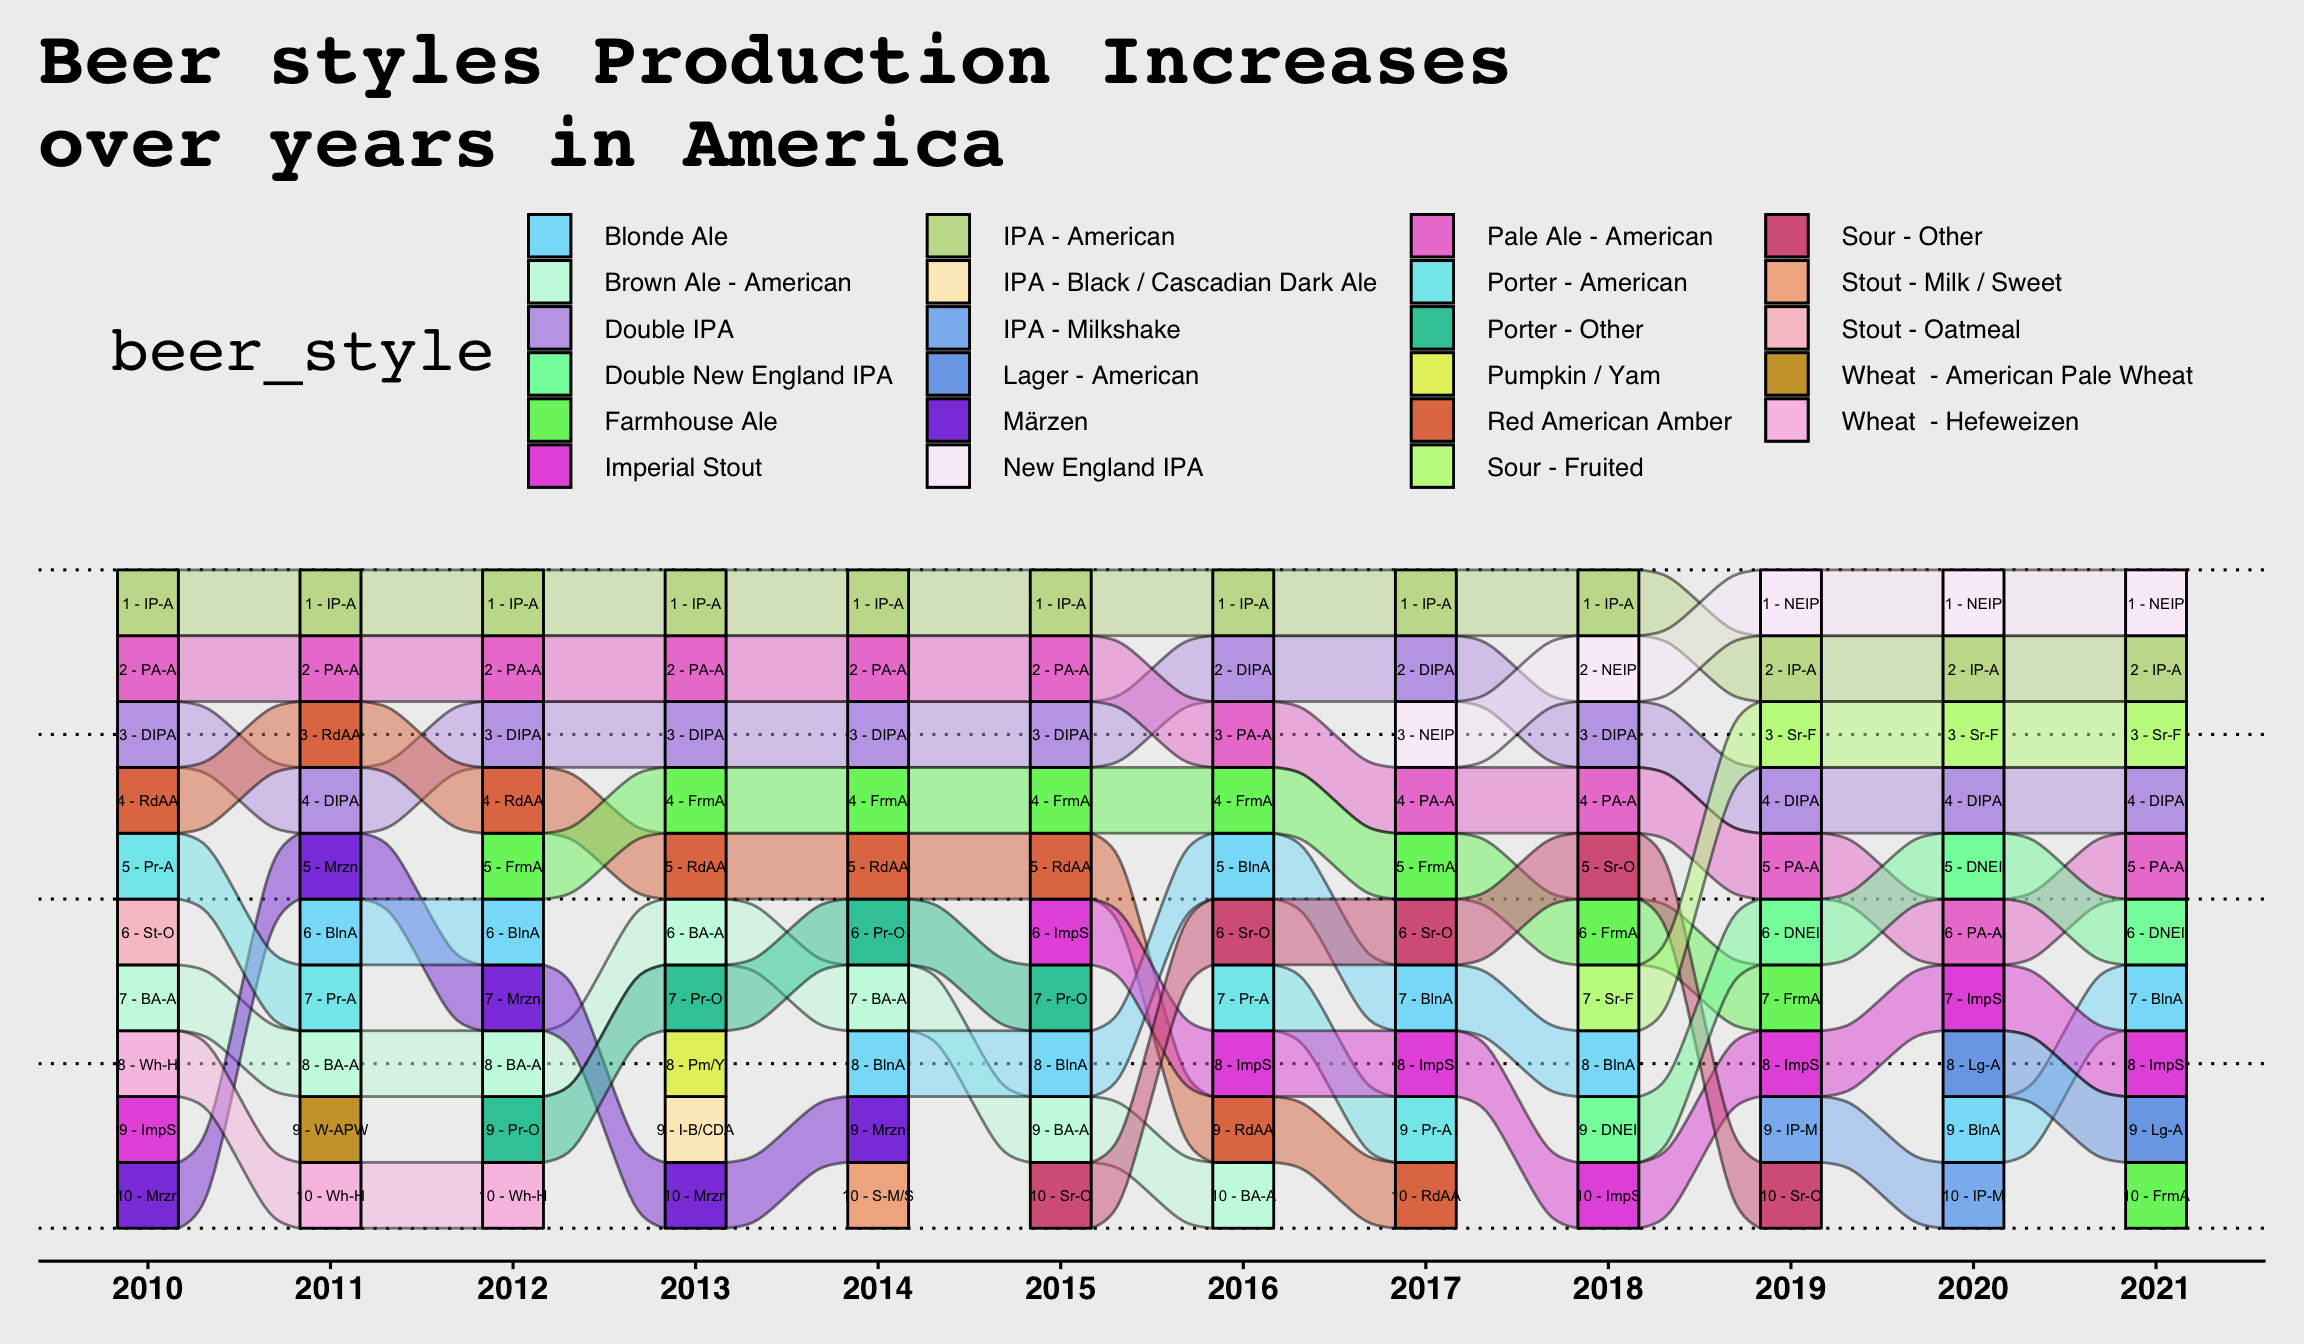 Beer styles Production Increases
over years in America
beer_style
Blonde Ale
Brown Ale - American
Double IPA
Double New England IPA
Farmhouse Ale
Imperial Stout
IPA - American
IPA - Black / Cascadian Dark Ale
IPA - Milkshake
Lager - American
Märzen
New England IPA
Pale Ale - American
Porter - American
Porter - Other
Pumpkin / Yam
Red American Amber
Sour - Fruited
Sour - Other
Stout - Milk / Sweet
Stout - Oatmeal
Wheat  - American Pale Wheat
Wheat  - Hefeweizen
1 - IP-A 1 - IP-A 1 - IP-A 1 - IP-A 1 - IP-A 1 - IP-A 1 - IP-A 1 - IP-A 1 - IP-A 1 - NEIP 1 - NEIP 1 - NEIP
2 - PA-A 2 - PA-A 2 - PA-A 2 - PA-A 2 - PA-A 2 - PA-A 2 - DIPA 2 - DIPA 2 - NEIP 2 - IP-A 2 - IP-A 2 - IP-A
3 - DIPA 3 - RdAA 3 - DIPA 3 - DIPA 3 - DIPA 3 - DIPA 3 - PA-A 3 - NEIP 3 - DIPA 3 - Sr-F 3 - Sr-F 3 - Sr-F
4 - RdAA 4 - DIPA 4 - RdAA 4 - FrmA 4 - FrmA 4 - FrmA 4 - FrmA 4 - PA-A 4 - PA-A 4 - DIPA 4 - DIPA 4 - DIPA
5 - Pr-A 5 - Mrzn 5 - FrmA 5 - RdAA 5 - RdAA 5 - RdAA 5 - BlnA 5 - FrmA 5 - Sr-O 5 - PA-A 5 - DNEI 5 - PA-A
6 - St-O 6 - BlnA 6 - BlnA 6 - BA-A 6 - Pr-O 6 - ImpS 6 - Sr-O 6 - Sr-O 6 - FrmA 6 - DNEI 6 - PA-A 6 - DNEI
7 - BA-A 7 - Pr-A 7 - Mrzn 7 - Pr-O 7 - BA-A 7 - Pr-O 7 - Pr-A 7 - BlnA 7 - Sr-F 7 - FrmA 7 - ImpS 7 - BlnA
8 - Wh-H 8 - BA-A 8 - BA-A 8 - Pm/Y 8 - BlnA 8 - BlnA 8 - ImpS 8 - ImpS 8 - BlnA 8 - ImpS 8 - Lg-A 8 - ImpS
9 - ImpS 9 - W-APW 9 - Pr-O 9 - I-B/CDA 9 - Mrzn 9 - BA-A 9 - RdAA 9 - Pr-A 9 - DNEI 9 - IP-M 9 - BlnA 9 - Lg-A
10 - Mrzn 10 - Wh-H 10 - Wh-H 10 - Mrzn 10 - S-M/S 10 - Sr-O 10 - BA-A 10 - RdAA 10 - ImpS 10 - Sr-O 10 - IP-M 10 - FrmA
2010 2011 2012 2013 2014 2015 2016 2017 2018 2019 2020 2021